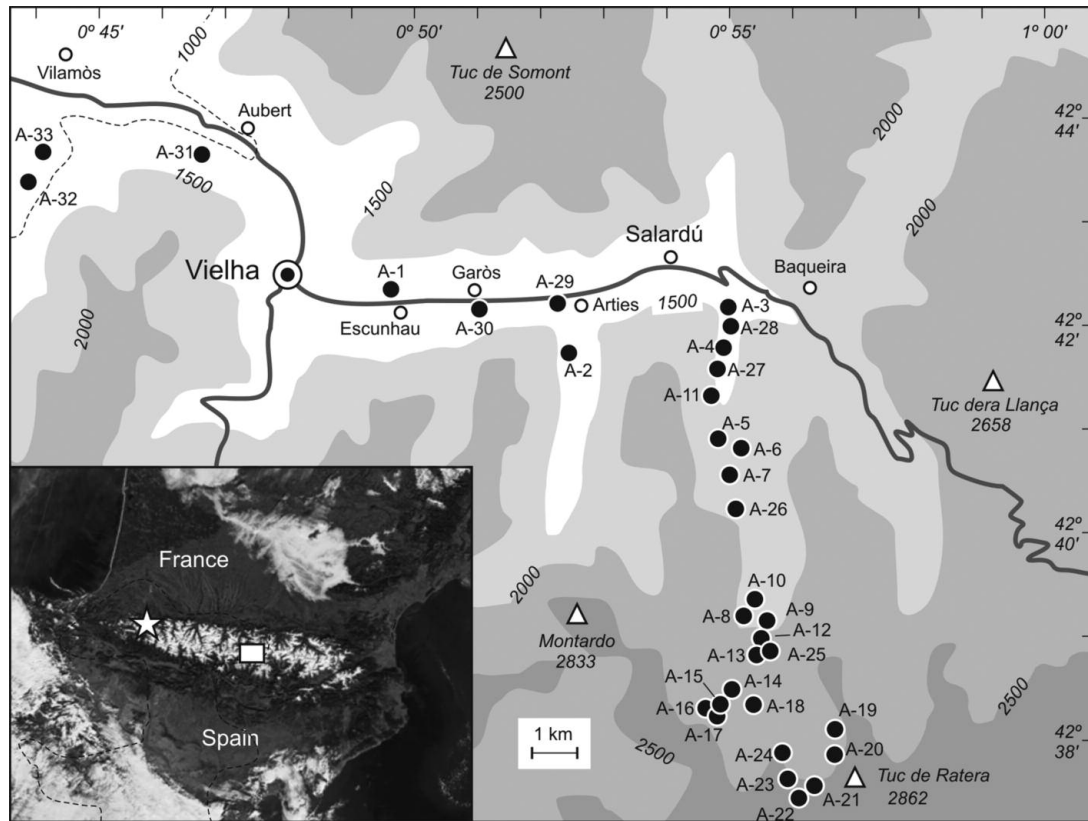 0º 45'
0º 50'
0º 55'
1º 00'
Vilamòs
1000
Tuc de Somont
2500
2000
42º
44'
Aubert
A-33
A-31
A-32
1500
1500
2000
Salardú
Vielha
A-1
Garòs
A-29
Baqueira
Escunhau
A-30
Arties
1500
A-3
A-28
42º
42'
2000
A-2
A-4
A-27
A-11
Tuc dera Llança
2658
A-5
A-6
A-7
A-26
42º
40'
France
Spain
2000
A-10
A-8
A-9
A-12
Montardo
2833
A-13
A-25
A-15
A-14
A-16
A-18
A-17
2500
A-19
2500
1 km
A-24
A-20
42º
38'
A-23
Tuc de Ratera
2862
A-21
A-22